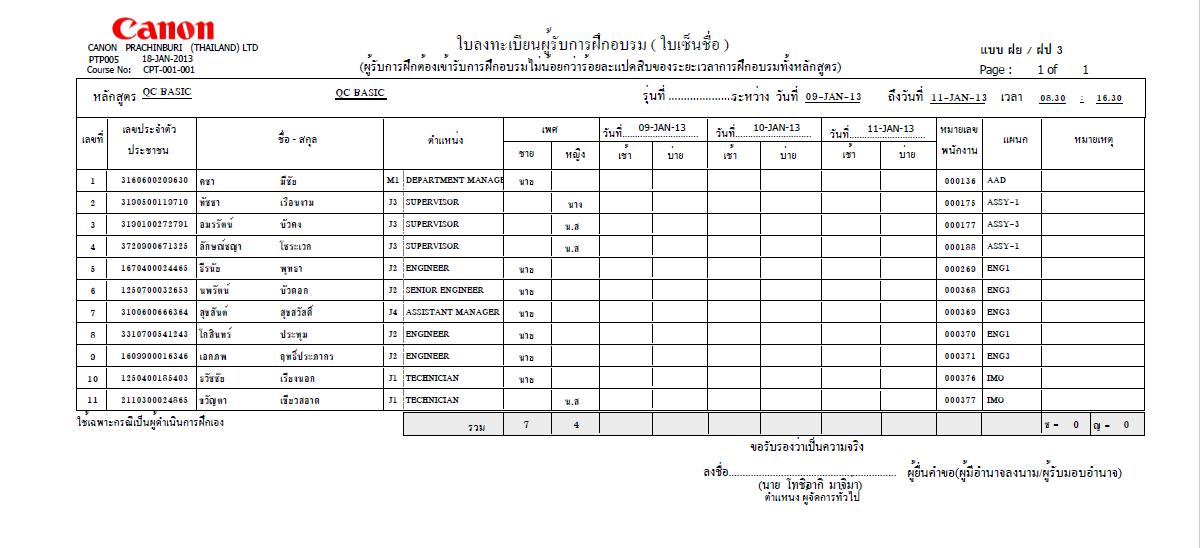 Canon
CANON PRACHINBURI (THAILAND) LTD
PTP005 18-JAN-2013
Course No: CPT-001-001
ใบลงทะเบียนผู้รับการฝึกอบรม ( ใบเซ็นชื่อ )
(ผู้รับการฝึกต้องเข้ารับการฝึกอบรมไม่น้อยกว่าร้อยละแปดสิบของระยะเวลาการฝึกอบรมทั้งหลักสูตร)
แบบ ฝย / ฝป 3
Page : 1 of 1
หลักสูตร QC BASIC QC BASIC รุ่นที่ ....................ระหว่าง วันที่ 09-JAN-13 ถึงวันที่ 11-JAN-13 เวลา 08.30 : 16.30
เลขที่ เลขประจำตัวประชาชน ชื่อ - สกุล ตำแหน่ง เพศ วันที่ 09-JAN-13 วันที่ 10-JAN-13 วันที่ 11-JAN-13 หมายเลขพนักงาน แผนก หมายเหตุ
ชาย หญิง เช้า บ่าย เช้า บ่าย เช้า บ่าย
1 3160600209630 คชา มีชัย M1 DEPARTMENT MANAGE นาย 000136 AAD
2 3190500119710 ทัชชา เรือนงาม J3 SUPERVISOR นาง 000175 ASSY-1
3 3190100272791 อมรรัตน์ บัวคง J3 SUPERVISOR น.ส 000177 ASSY-3
4 3720900671325 ลักษณ์ชญา โชระเวก J3 SUPERVISOR น.ส 000188 ASSY-1
5 1670400024465 ธีรนัย พุทธา J2 ENGINEER นาย 000269 ENG1
6 1250700032653 นพรัตน์ บัวดอก J2 SENIOR ENGINEER นาย 000368 ENG3
7 3100600666364 สุขสันต์ สุขสวัสดิ์ J4 ASSISTANT MANAGER นาย 000369 ENG3
8 3310700541243 โกสินทร์ ประทุม J2 ENGINEER นาย 000370 ENG1
9 1609900016346 เอกภพ ฤทธิ์ประภากร J2 ENGINEER นาย 000371 ENG3
10 1250400185403 ธวัชชัย เรียงนอก J1 TECHNICIAN นาย 000376 IMO
11 2110300024865 ขวัญตา เขียวสอาด J1 TECHNICIAN น.ส 000377 IMO
ใช้เฉพาะกรณีเป็นผู้ดำเนินการฝึกเอง รวม 7 4 ช - 0 ญ - 0
ขอรับรองว่าเป็นความจริง
ลงชื่อ.................................................... ผู้ยื่นคำขอ(ผู้มีอำนาจลงนาม/ผู้รับมอบอำนาจ)
(นาย โทชิอากิ มาจิมา)
ตำแหน่ง ผู้จัดการทั่วไป